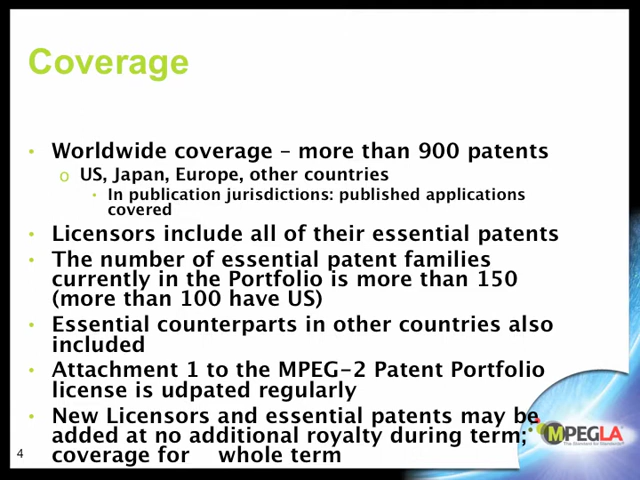 Coverage
• Worldwide coverage – more than 900 patents
o US, Japan, Europe, other countries
• In publication jurisdictions: published applications
covered
• Licensors include all of their essential patents
• The number of essential patent families
currently in the Portfolio is more than 150
(more than 100 have US)
• Essential counterparts in other countries also
included
• Attachment 1 to the MPEG-2 Patent Portfolio
license is udpated regularly
• New Licensors and essential patents may be
added at no additional royalty during term;
coverage for whole term
MPEGLA
The Standard for Standards
4